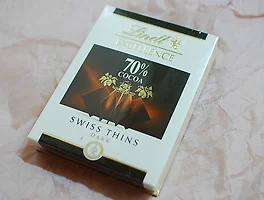 Lindt
EXCELLENCE
70%
COCOA
SWISS THINS
DARK